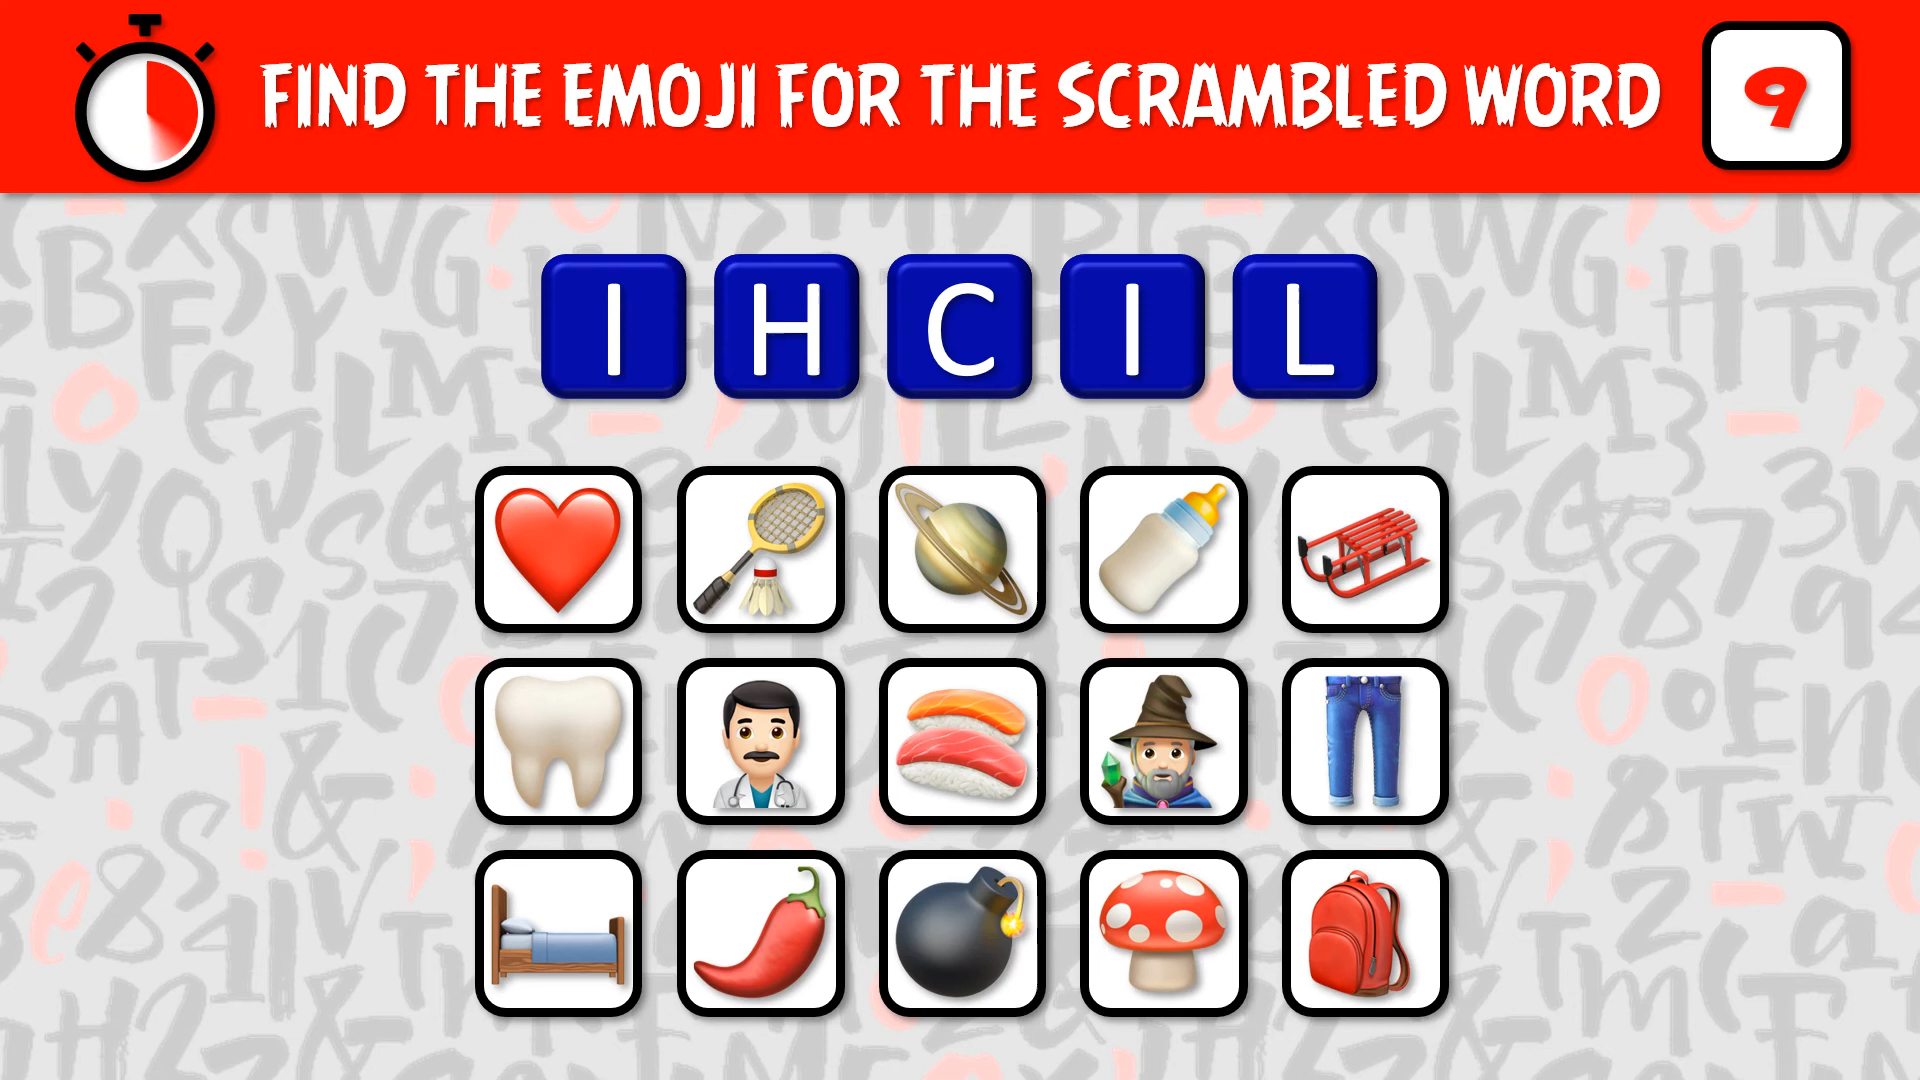 FIND THE EMOJI FOR THE SCRAMBLED WORD
9
I H C I L